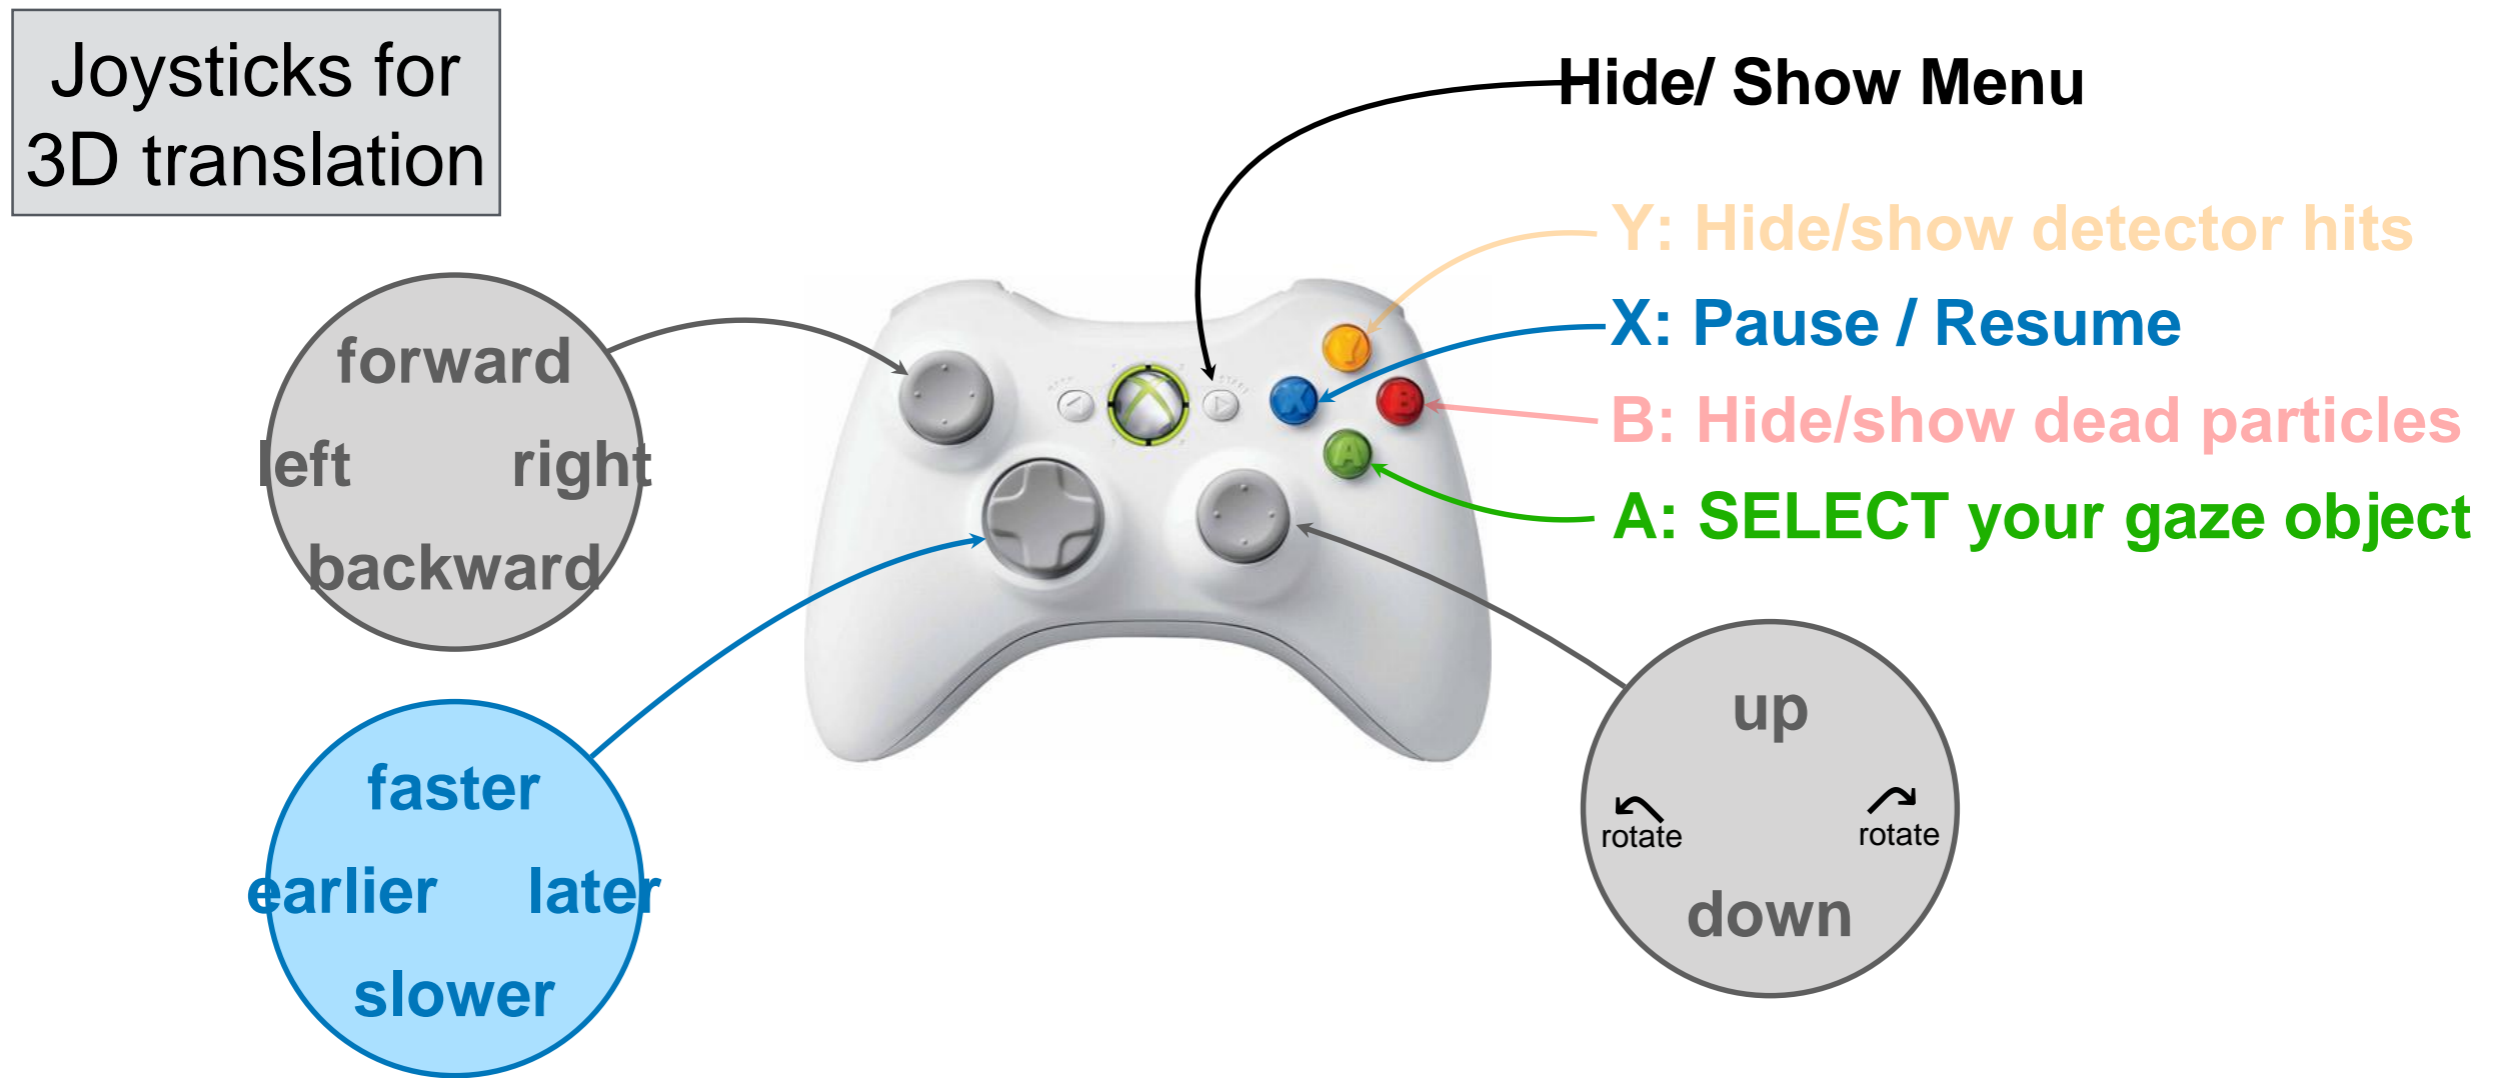 Joysticks for
3D translation
Hide/ Show Menu
Y: Hide/show detector hits
X: Pause / Resume
B: Hide/show dead particles
A: SELECT your gaze object
forward
left right
backward
START
Y
X
B
A
faster
earlier later
slower
up
rotate rotate
down